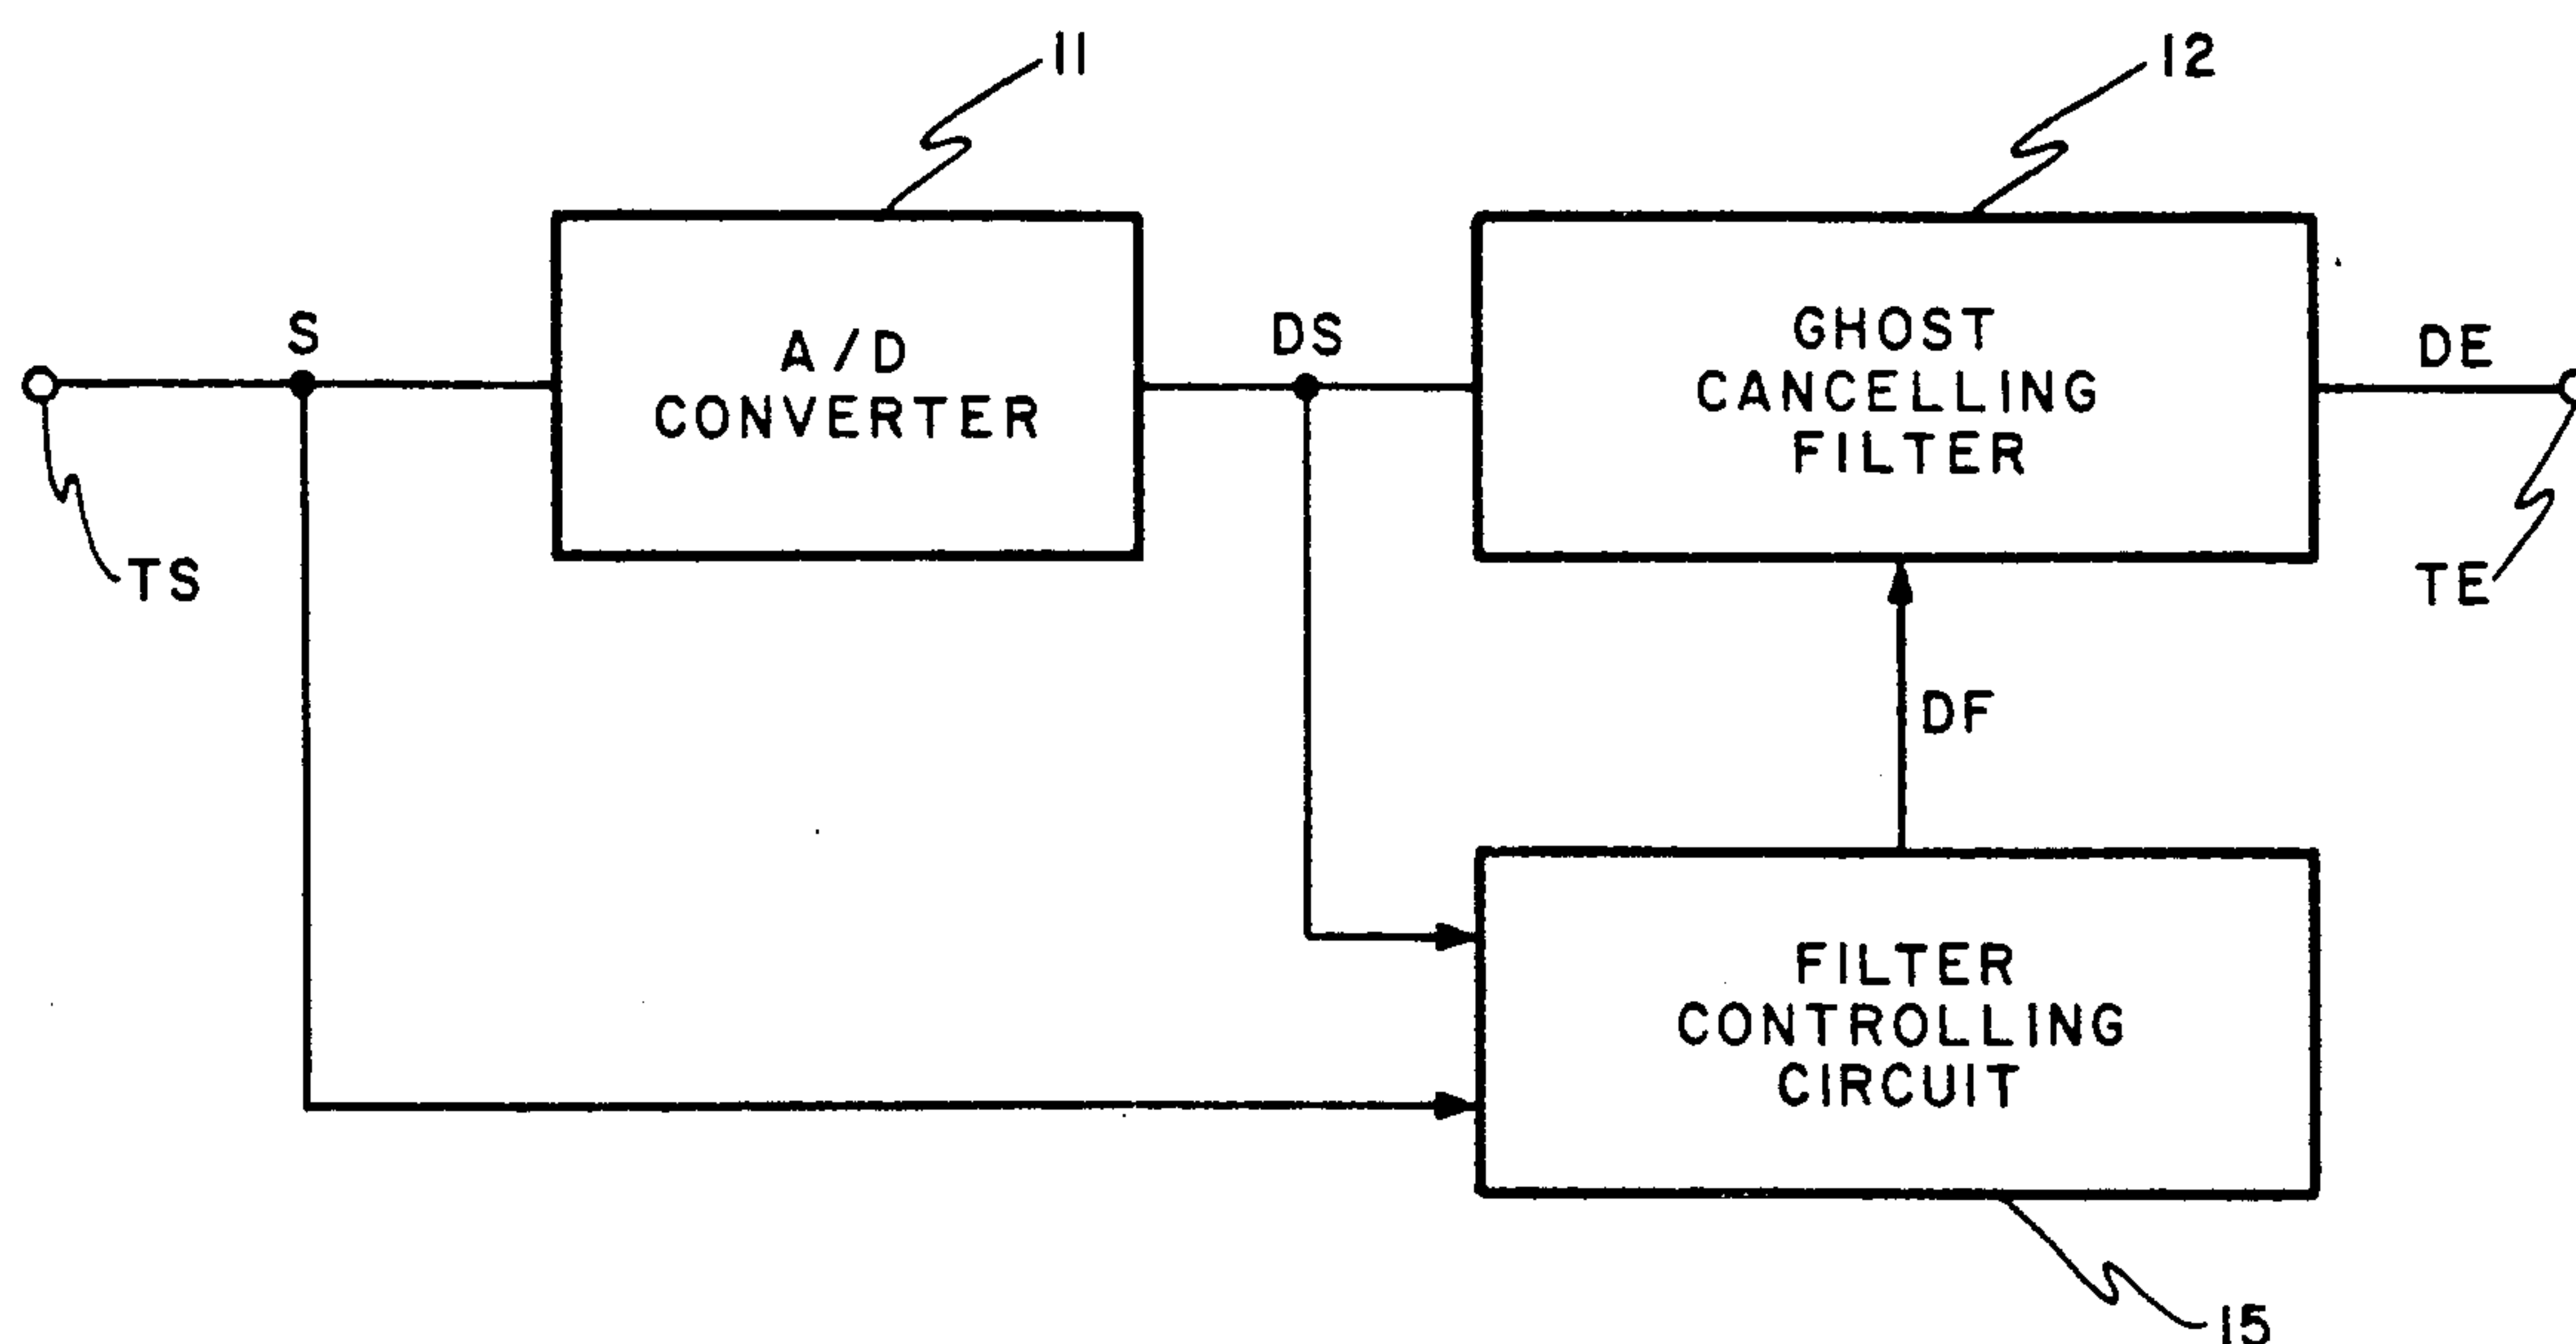 11
12
S
A/D
CONVERTER
DS
GHOST
CANCELLING
FILTER
DE
TS
TE
DF
FILTER
CONTROLLING
CIRCUIT
15